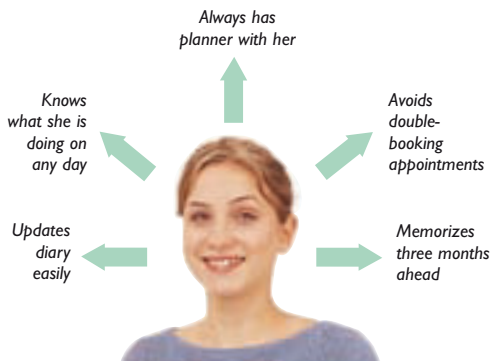 Always has
planner with her
Knows
what she is
doing on
any day
Avoids
double-
booking
appointments
Updates
diary
easily
Memorizes
three months
ahead